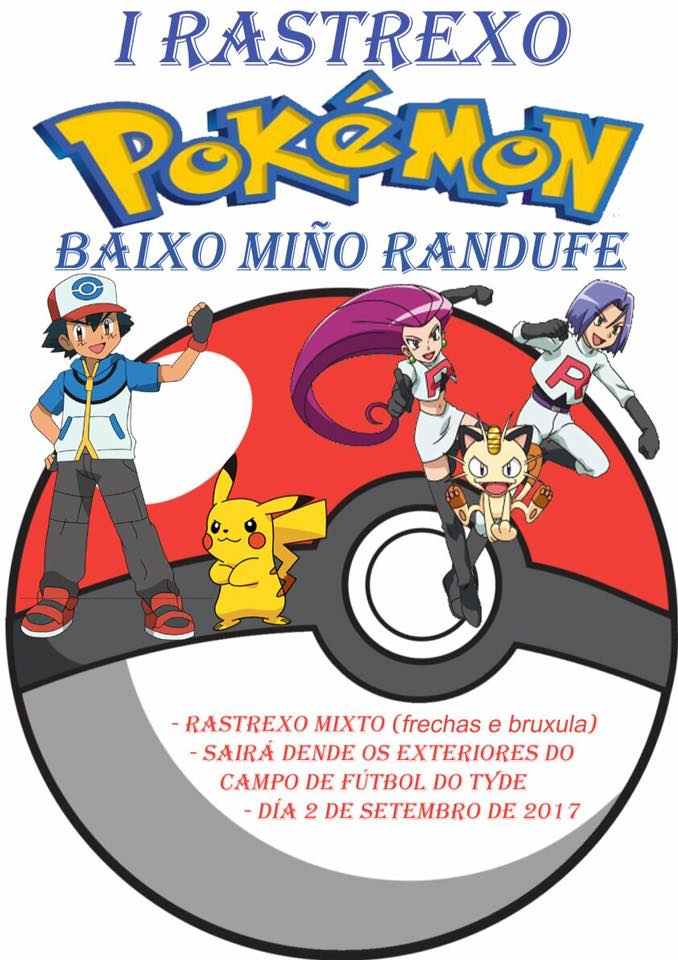 I RASTREXO
POKéMON
BAIXO MIÑO RANDUFE
R
R
- RASTREXO MIXTO (frechas e bruxula)
- SAIRÁ DENDE OS EXTERIORES DO
CAMPO DE FÚTBOL DO TYDE
- DÍA 2 DE SETEMBRO DE 2017